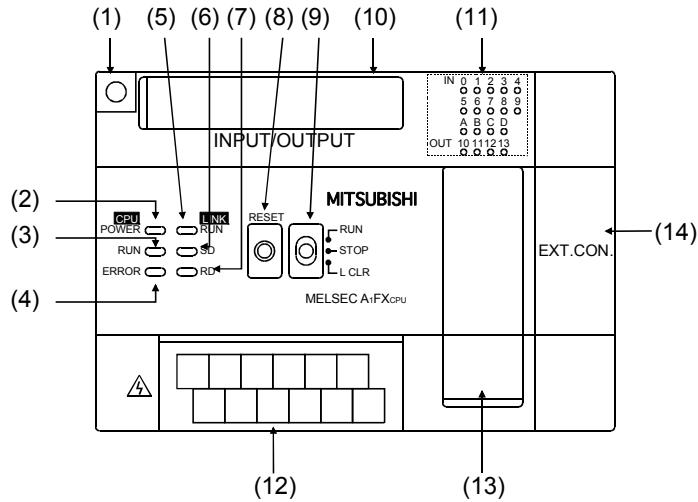 (1) (5) (6) (7) (8) (9) (10) (11)
IN 0 1 2 3 4
5 6 7 8 9
A B C D
OUT 10 11 12 13
INPUT/OUTPUT
MITSUBISHI
(2) CPU LINK RESET
POWER RUN RUN
(3) RUN SD STOP
ERROR RD L CLR
(4)
EXT.CON. (14)
MELSEC A1FXCPU
(12) (13)